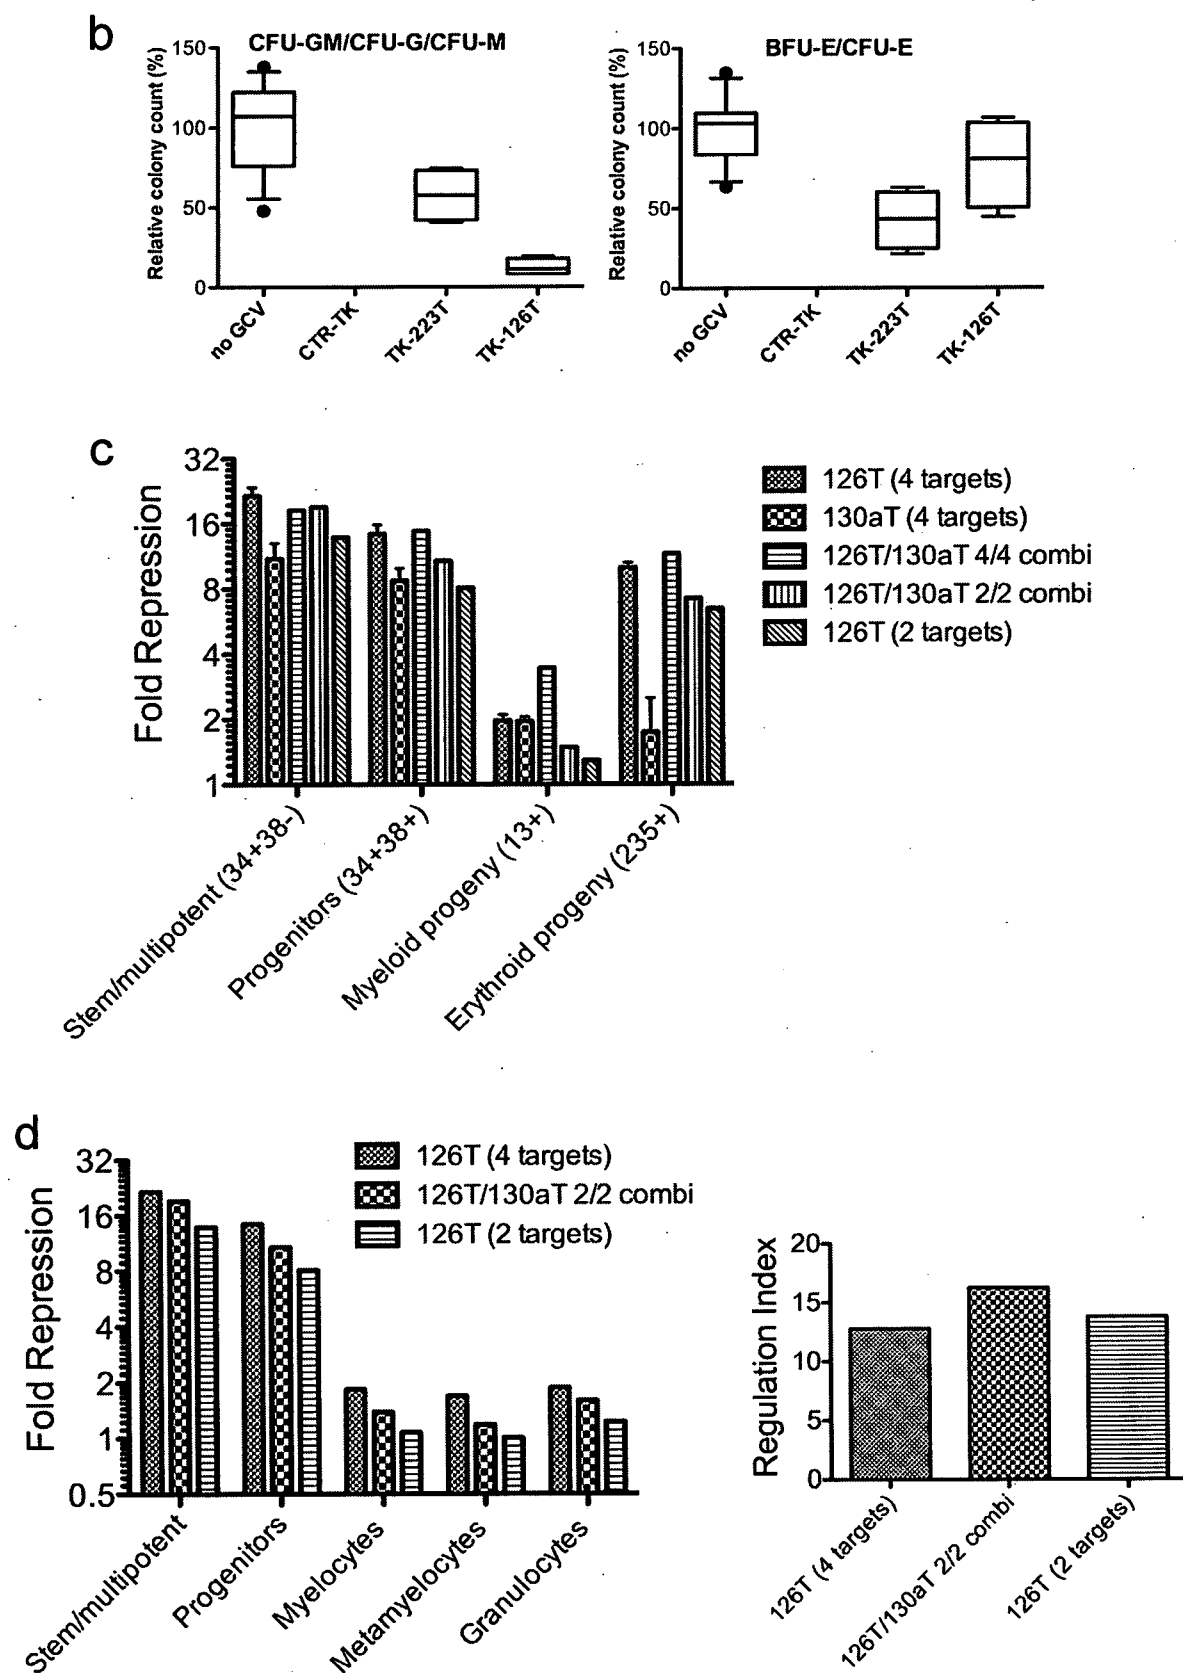 b
CFU-GM/CFU-G/CFU-M
Relative colony count (%)
150
100
50
0
no GCV
CTR-TK
TK-223T
TK-126T
BFU-E/CFU-E
Relative colony count (%)
150
100
50
0
no GCV
CTR-TK
TK-223T
TK-126T
c
Fold Repression
32
16
8
4
2
1
126T (4 targets)
130aT (4 targets)
126T/130aT 4/4 combi
126T/130aT 2/2 combi
126T (2 targets)
Stem/multipotent (34+38-)
Progenitors (34+38+)
Myeloid progeny (13+)
Erythroid progeny (235+)
d
Fold Repression
32
16
8
4
2
1
0.5
126T (4 targets)
126T/130aT 2/2 combi
126T (2 targets)
Stem/multipotent
Progenitors
Myelocytes
Metamyelocytes
Granulocytes
Regulation Index
20
15
10
5
0
126T (4 targets)
126T/130aT 2/2 combi
126T (2 targets)